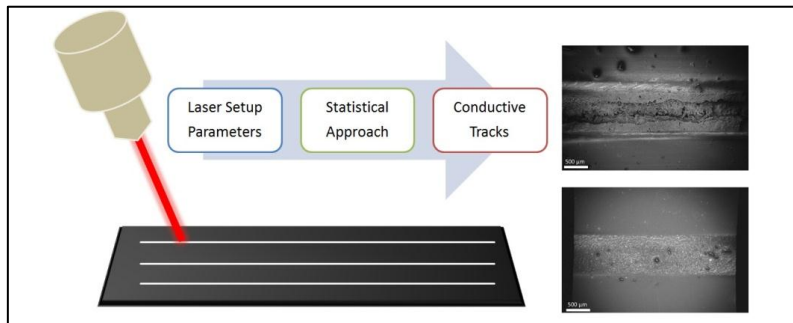 Laser Setup
Parameters
Statistical
Approach
Conductive
Tracks
500 µm
500 µm